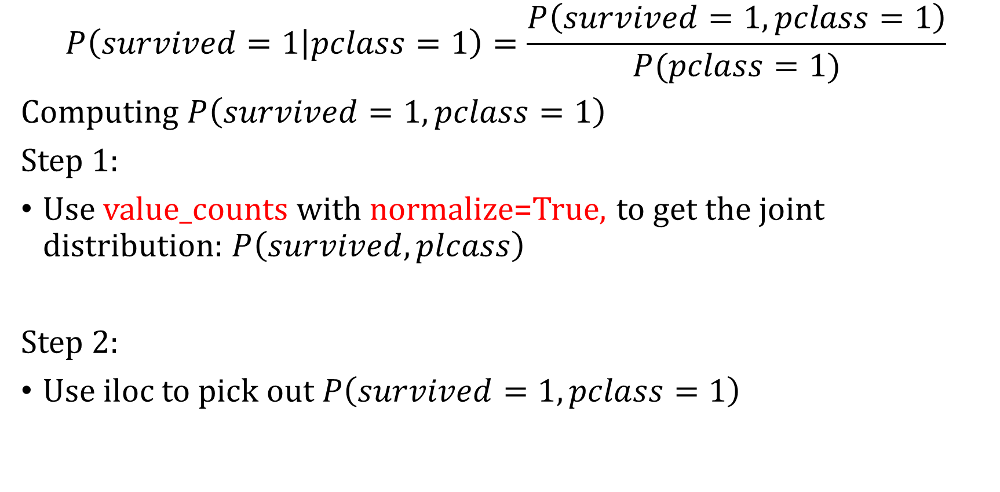 P(survived = 1|pclass = 1) = P(survived = 1, pclass = 1) / P(pclass = 1)
Computing P(survived = 1, pclass = 1)
Step 1:
• Use value_counts with normalize=True, to get the joint
distribution: P(survived, plcass)
Step 2:
• Use iloc to pick out P(survived = 1, pclass = 1)